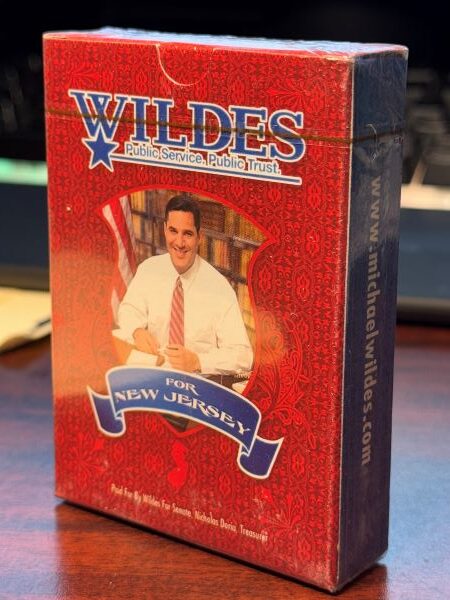 WILDES
Public Service. Public Trust.
FOR
NEW JERSEY
Paid For By Wildes For Senate, Nicholas Doria, Treasurer
www.michaelwildes.com